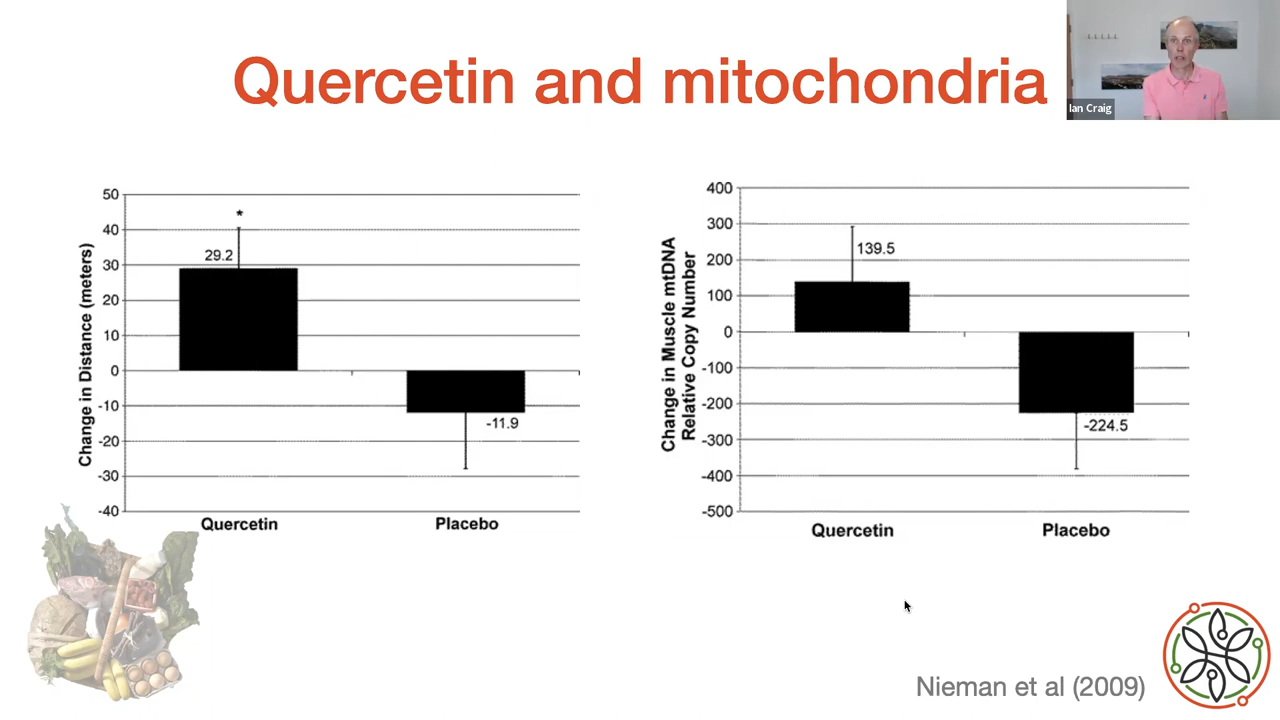 Quercetin and mitochondria
Ian Craig
Change in Distance (meters)
50
40
30
20
10
0
-10
-20
-30
-40
*
29.2
-11.9
Quercetin
Placebo
Change in Muscle mtDNA
Relative Copy Number
400
300
200
100
0
-100
-200
-300
-400
-500
139.5
-224.5
Quercetin
Placebo
Nieman et al (2009)